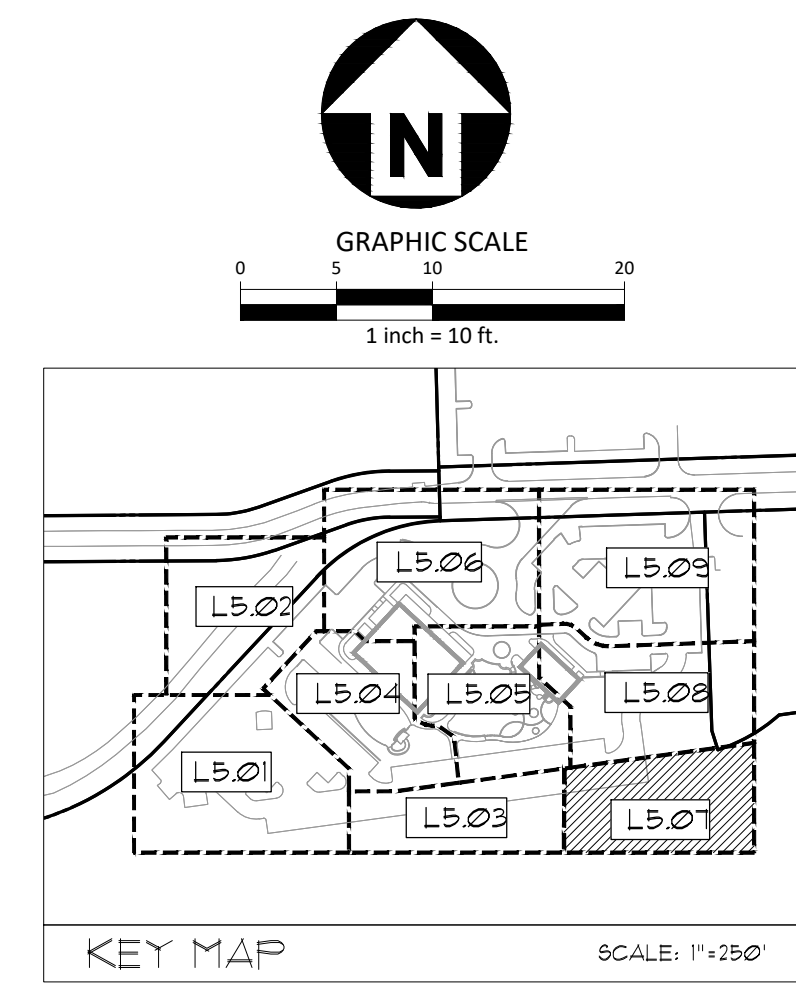 N
GRAPHIC SCALE
0 5 10 20
1 inch = 10 ft.
L5.06
L5.09
L5.02
L5.04
L5.05
L5.08
L5.01
L5.03
L5.07
KEY MAP
SCALE: 1"=250'